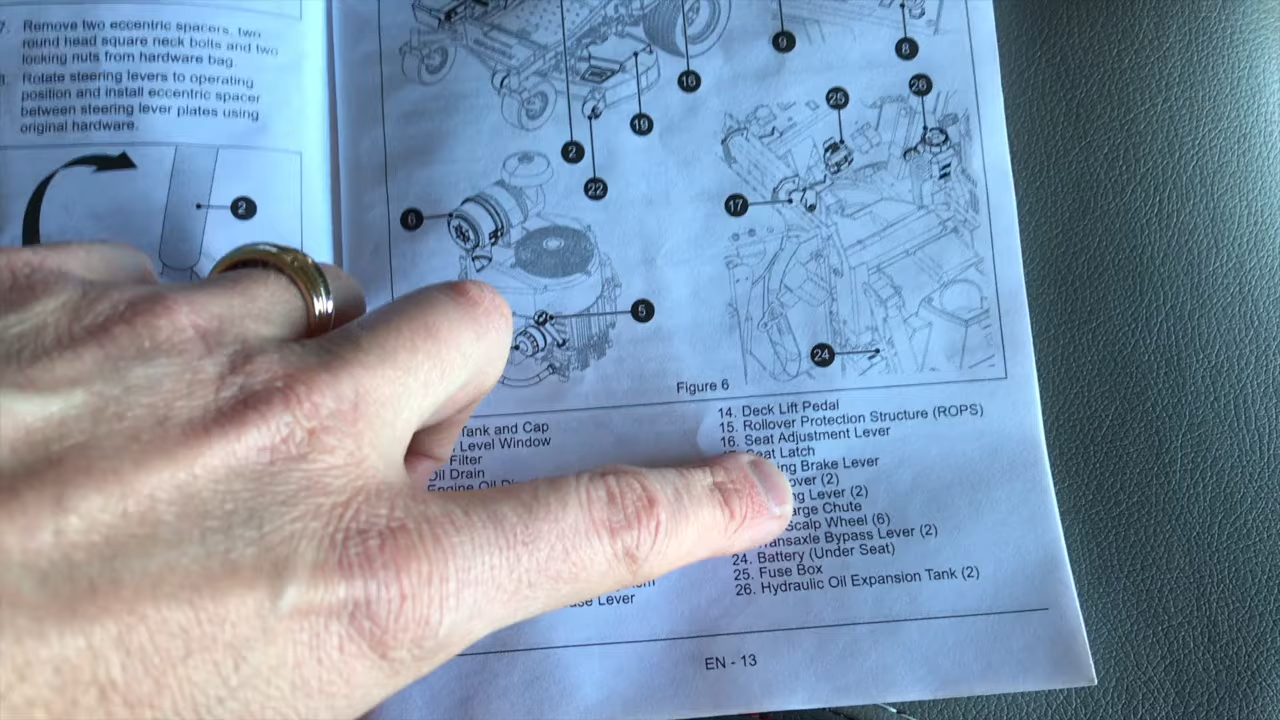 7. Remove two eccentric spacers, two
round head square neck bolts and two
locking nuts from hardware bag.
Rotate steering levers to operating
position and install eccentric spacer
between steering lever plates using
original hardware.
2
9
8
16
19
2
22
25
26
6
17
5
24
Figure 6
Tank and Cap
Level Window
Filter
Oil Drain
Engine Oil
Lever
14. Deck Lift Pedal
15. Rollover Protection Structure (ROPS)
16. Seat Adjustment Lever
Seat Latch
Brake Lever
(2)
Lever (2)
Chute
Scalp Wheel (6)
Transaxle Bypass Lever (2)
24. Battery (Under Seat)
25. Fuse Box
26. Hydraulic Oil Expansion Tank (2)
EN - 13